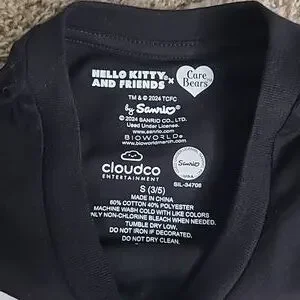 HELLO KITTY®
AND FRIENDS × Care Bears™
TM & © 2024 TCFC
by Sanrio®
© 2024 SANRIO CO., LTD.
Used Under License.
www.sanrio.com
BIOWORLD®
www.bioworldmerch.com
cloudco
ENTERTAINMENT
Sanrio
USA
SIL-34706
S (3/5)
MADE IN CHINA
60% COTTON 40% POLYESTER
MACHINE WASH COLD WITH LIKE COLORS
ONLY NON-CHLORINE BLEACH WHEN NEEDED,
TUMBLE DRY LOW.
DO NOT IRON IF DECORATED,
DO NOT DRY CLEAN.